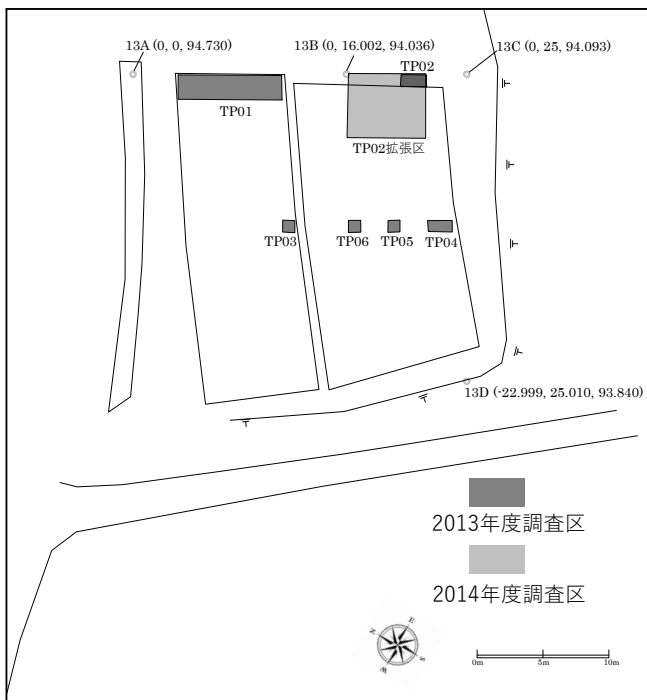 13A (0, 0, 94.730)
13B (0, 16.002, 94.036)
13C (0, 25, 94.093)
TP02
TP01
TP02拡張区
TP03
TP06
TP05
TP04
13D (-22.999, 25.010, 93.840)
2013年度調査区
2014年度調査区
N
E
W
S
0m
5m
10m